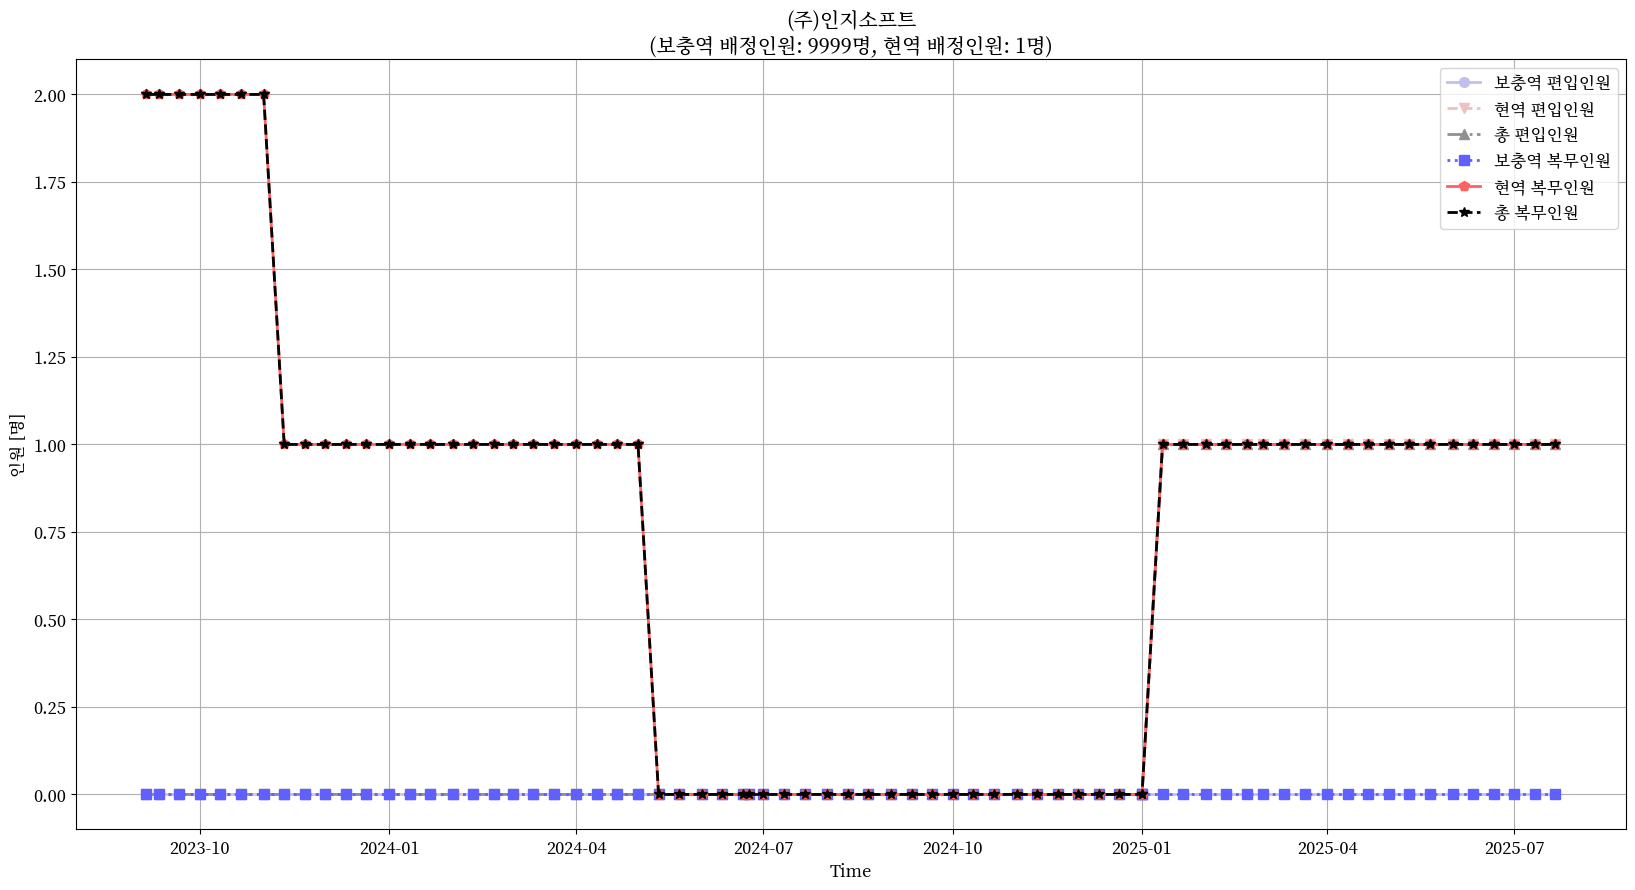 (주)인지소프트
(보충역 배정인원: 9999명, 현역 배정인원: 1명)
보충역 편입인원
현역 편입인원
총 편입인원
보충역 복무인원
현역 복무인원
총 복무인원
2.00
1.75
1.50
1.25
1.00
0.75
0.50
0.25
0.00
인원 [명]
2023-10
2024-01
2024-04
2024-07
2024-10
2025-01
2025-04
2025-07
Time